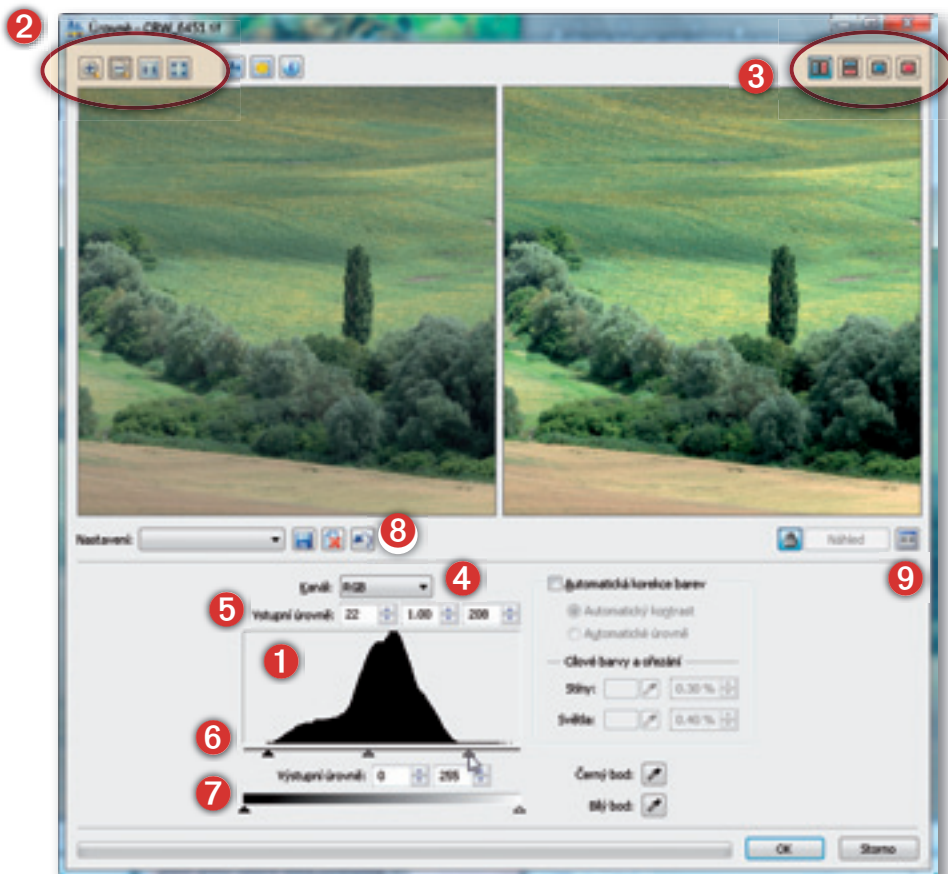 2
Úrovně - CRW_6451.tif
3
Nastavení:
8
Náhled
9
Kanál: RGB
4
5
Vstupní úrovně: 22 1.00 208
1
6
Výstupní úrovně: 0 255
7
Automatická korekce barev
Automatický kontrast
Automatické úrovně
Cílové barvy a ořezání
Stíny: 0.30 %
Světla: 0.40 %
Černý bod:
Bílý bod:
OK
Storno